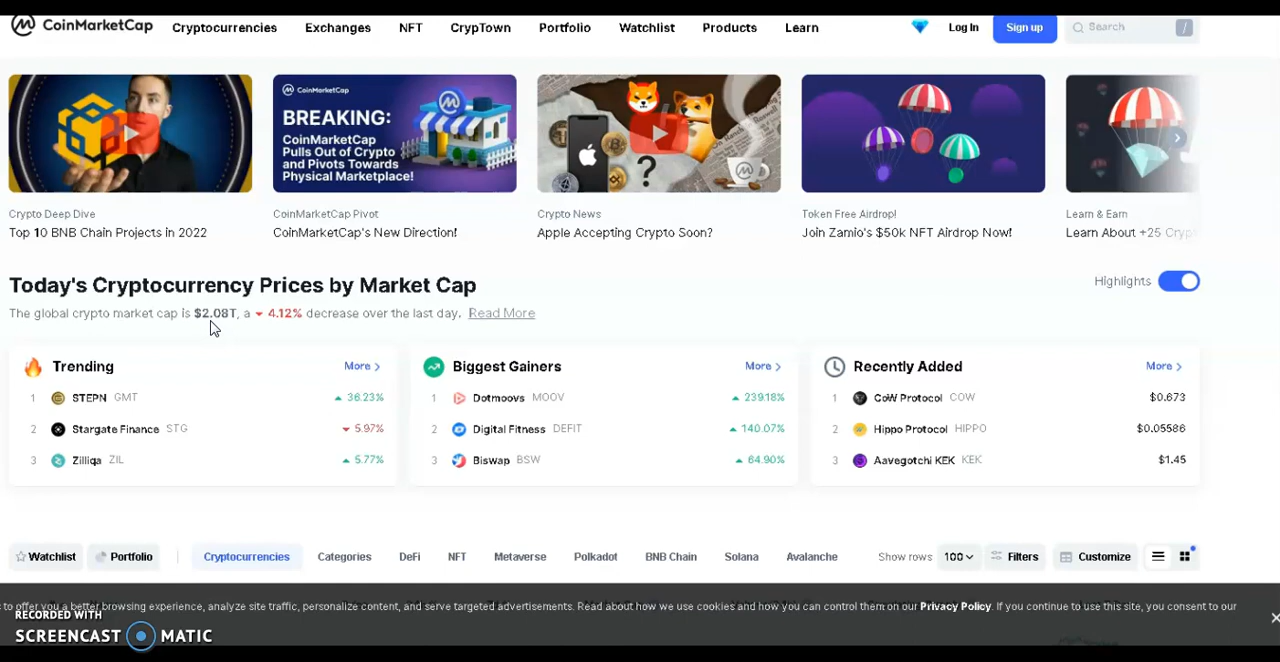 CoinMarketCap Cryptocurrencies Exchanges NFT CrypTown Portfolio Watchlist Products Learn Log In Sign up Search /
CoinMarketCap
BREAKING:
CoinMarketCap
Pulls Out of Crypto
and Pivots Towards
Physical Marketplace!
?
Crypto Deep Dive
Top 10 BNB Chain Projects in 2022
CoinMarketCap Pivot
CoinMarketCap's New Direction!
Crypto News
Apple Accepting Crypto Soon?
Token Free Airdrop!
Join Zamio's $50k NFT Airdrop Now!
Learn & Earn
Learn About +25 Crypt
Today's Cryptocurrency Prices by Market Cap
Highlights
The global crypto market cap is $2.08T, a 4.12% decrease over the last day. Read More
Trending More >
1 STEPN GMT 36.23%
2 Stargate Finance STG 5.97%
3 Zilliqa ZIL 5.77%
Biggest Gainers More >
1 Dotmoovs MOOV 239.18%
2 Digital Fitness DEFIT 140.07%
3 Biswap BSW 64.90%
Recently Added More >
1 CoW Protocol COW $0.673
2 Hippo Protocol HIPPO $0.05586
3 Aavegotchi KEK KEK $1.45
Watchlist Portfolio Cryptocurrencies Categories DeFi NFT Metaverse Polkadot BNB Chain Solana Avalanche Show rows 100 Filters Customize
s to offer you a better browsing experience, analyze site traffic, personalize content, and serve targeted advertisements. Read about how we use cookies and how you can control them on our Privacy Policy. If you continue to use this site, you consent to our
RECORDED WITH
SCREENCAST MATIC